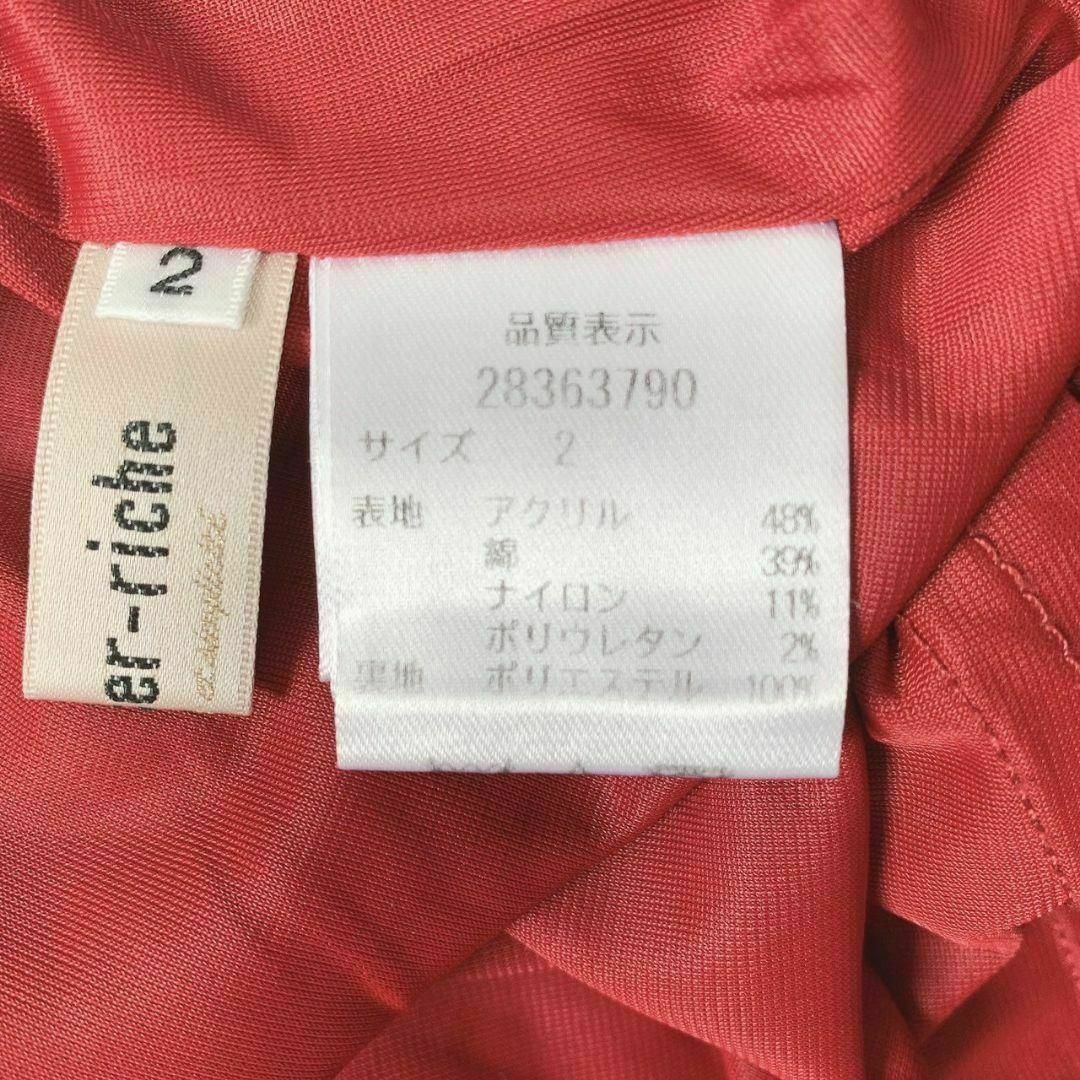 2
er-riche
品質表示
28363790
サイズ 2
表地 アクリル 48%
綿 39%
ナイロン 11%
ポリウレタン 2%
裏地 ポリエステル 100%